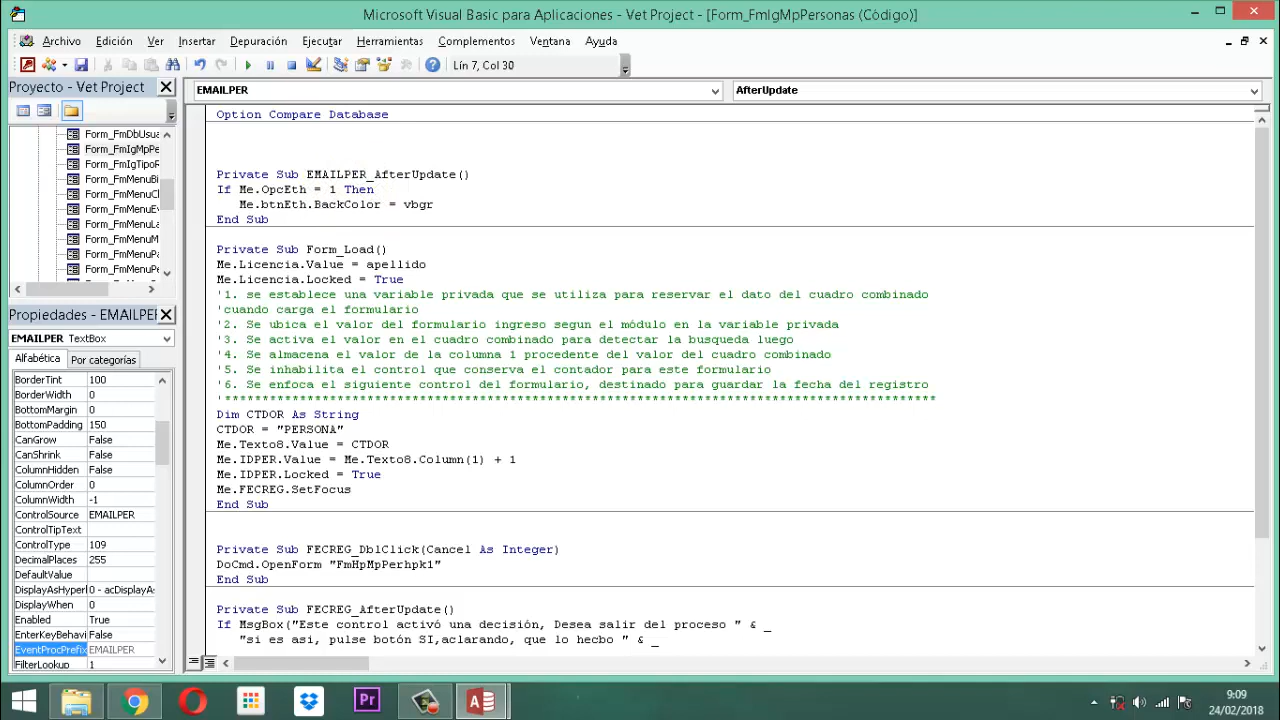 Microsoft Visual Basic para Aplicaciones - Vet Project - [Form_FmIgMpPersonas (Código)]
Archivo Edición Ver Insertar Depuración Ejecutar Herramientas Complementos Ventana Ayuda
Lín 7, Col 30
Proyecto - Vet Project
Form_FmDbUsua
Form_FmIgMpPe
Form_FmIgTipoR
Form_FmMenuBi
Form_FmMenuCl
Form_FmMenuEv
Form_FmMenuLa
Form_FmMenuM
Form_FmMenuPa
Form_FmMenuPe
Propiedades - EMAILPER
EMAILPER TextBox
Alfabética Por categorías
BorderTint 100
BorderWidth 0
BottomMargin 0
BottomPadding 150
CanGrow False
CanShrink False
ColumnHidden False
ColumnOrder 0
ColumnWidth -1
ControlSource EMAILPER
ControlTipText
ControlType 109
DecimalPlaces 255
DefaultValue
DisplayAsHyperl 0 - acDisplayAs
DisplayWhen 0
Enabled True
EnterKeyBehavi False
EventProcPrefix EMAILPER
FilterLookup 1
EMAILPER AfterUpdate
Option Compare Database
Private Sub EMAILPER_AfterUpdate()
If Me.OpcEth = 1 Then
Me.btnEth.BackColor = vbgr
End Sub
Private Sub Form_Load()
Me.Licencia.Value = apellido
Me.Licencia.Locked = True
'1. se establece una variable privada que se utiliza para reservar el dato del cuadro combinado
'cuando carga el formulario
'2. Se ubica el valor del formulario ingreso segun el módulo en la variable privada
'3. Se activa el valor en el cuadro combinado para detectar la busqueda luego
'4. Se almacena el valor de la columna 1 procedente del valor del cuadro combinado
'5. Se inhabilita el control que conserva el contador para este formulario
'6. Se enfoca el siguiente control del formulario, destinado para guardar la fecha del registro
'***********************************************************************************************
Dim CTDOR As String
CTDOR = "PERSONA"
Me.Texto8.Value = CTDOR
Me.IDPER.Value = Me.Texto8.Column(1) + 1
Me.IDPER.Locked = True
Me.FECREG.SetFocus
End Sub
Private Sub FECREG_DblClick(Cancel As Integer)
DoCmd.OpenForm "FmHpMpPerhpk1"
End Sub
Private Sub FECREG_AfterUpdate()
If MsgBox("Este control activó una decisión, Desea salir del proceso " & _
"si es asi, pulse botón SI,aclarando, que lo hecho " & _
Pr
9:09
24/02/2018